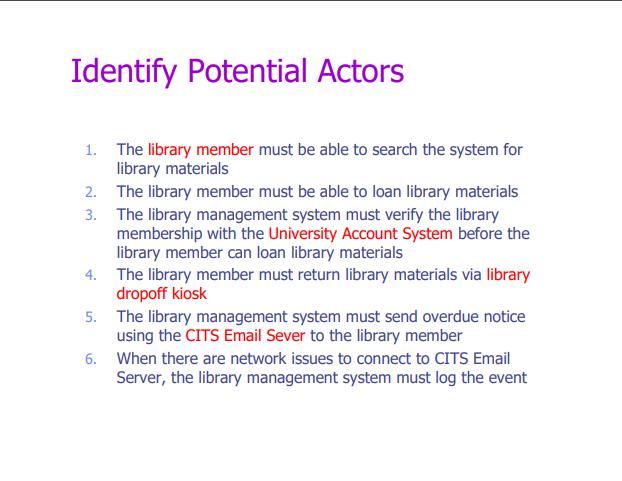 Identify Potential Actors
1. The library member must be able to search the system for
library materials
2. The library member must be able to loan library materials
3. The library management system must verify the library
membership with the University Account System before the
library member can loan library materials
4. The library member must return library materials via library
dropoff kiosk
5. The library management system must send overdue notice
using the CITS Email Sever to the library member
6. When there are network issues to connect to CITS Email
Server, the library management system must log the event